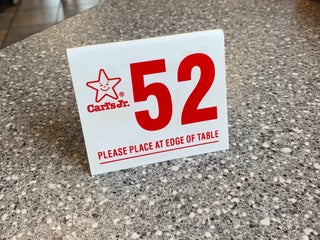 52
Carl's Jr.®
PLEASE PLACE AT EDGE OF TABLE